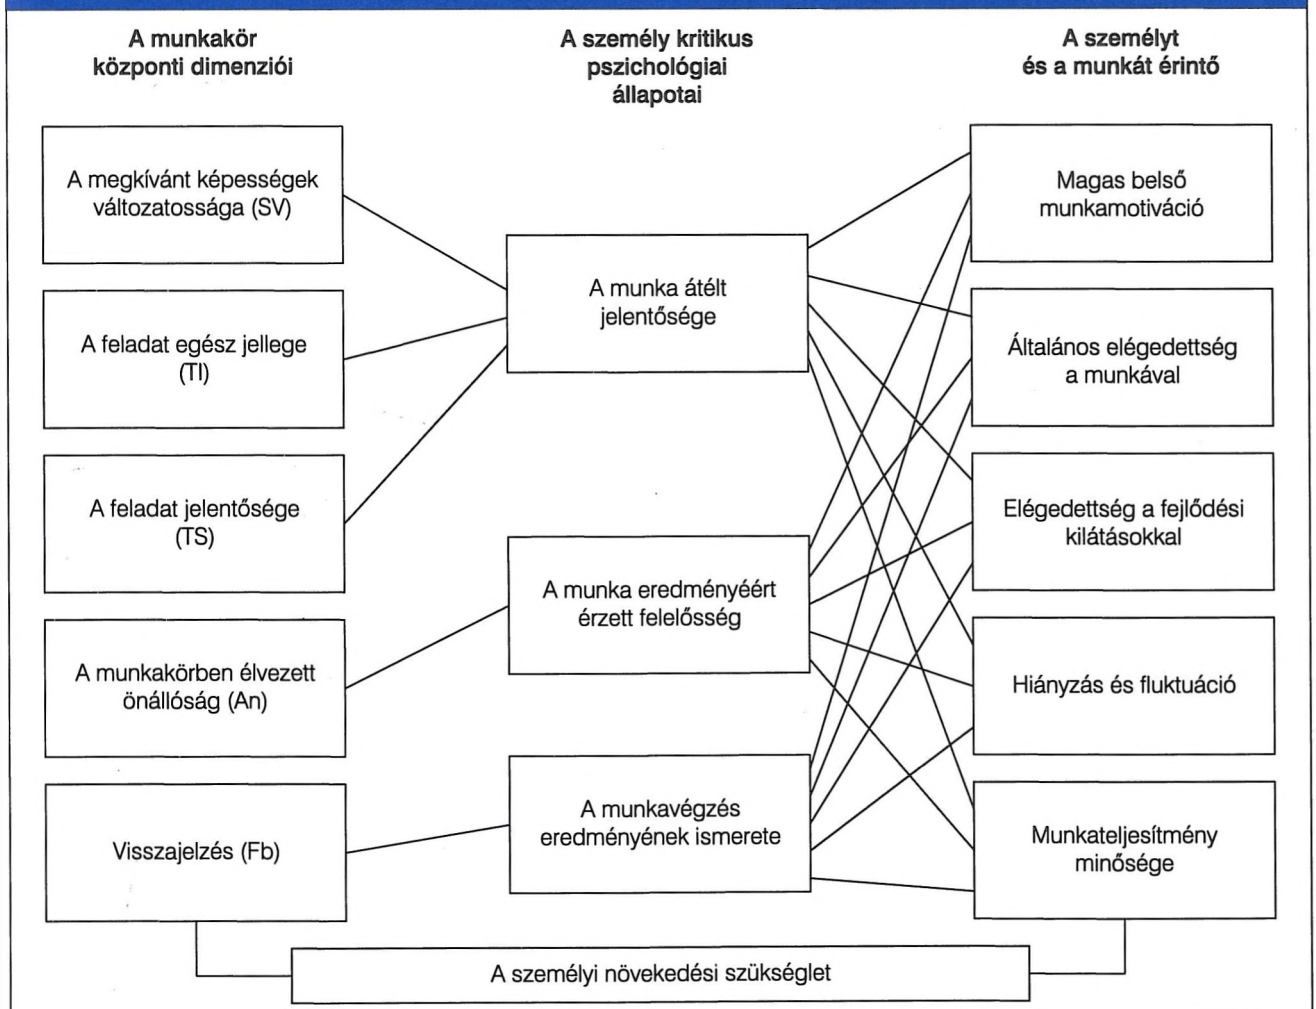 A munkakör
központi dimenziói
A személy kritikus
pszichológiai
állapotai
A személyt
és a munkát érintő
A megkívánt képességek
változatossága (SV)
A feladat egész jellege
(TI)
A feladat jelentősége
(TS)
A munkakörben élvezett
önállóság (An)
Visszajelzés (Fb)
A munka átélt
jelentősége
A munka eredményéért
érzett felelősség
A munkavégzés
eredményének ismerete
Magas belső
munkamotiváció
Általános elégedettség
a munkával
Elégedettség a fejlődési
kilátásokkal
Hiányzás és fluktuáció
Munkateljesítmény
minősége
A személyi növekedési szükséglet